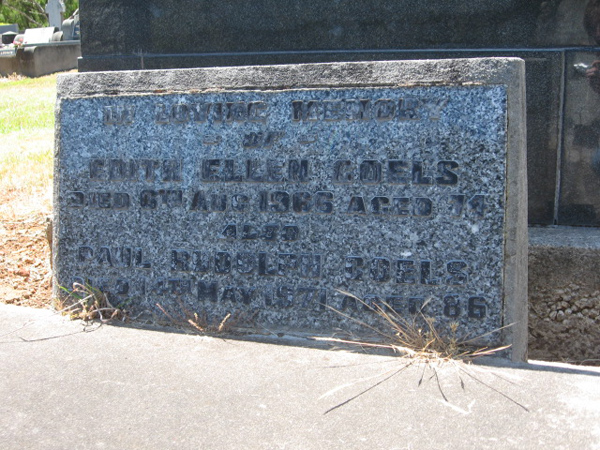 IN LOVING MEMORY
- OF -
EDITH ELLEN GOELS
DIED 6TH AUG 1966 AGED 74
ALSO
PAUL RUDOLPH GOELS
DIED 14TH MAY 1971 AGED 86